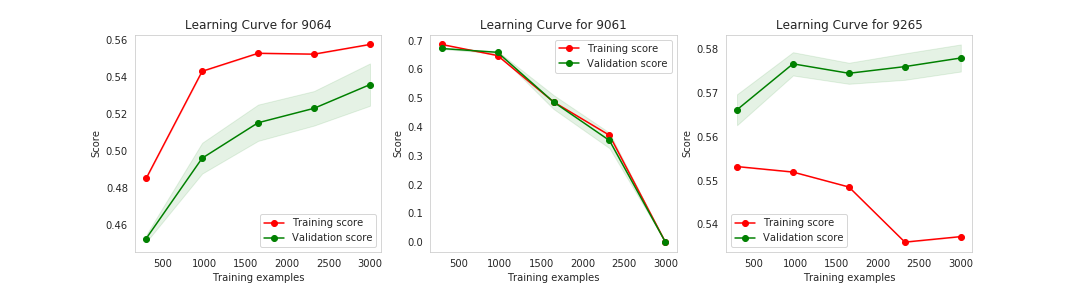 Learning Curve for 9064
0.56
0.54
0.52
0.50
0.48
0.46
Score
Training score
Validation score
500 1000 1500 2000 2500 3000
Training examples
Learning Curve for 9061
0.7
0.6
0.5
0.4
0.3
0.2
0.1
0.0
Score
Training score
Validation score
500 1000 1500 2000 2500 3000
Training examples
Learning Curve for 9265
0.58
0.57
0.56
0.55
0.54
Score
Training score
Validation score
500 1000 1500 2000 2500 3000
Training examples